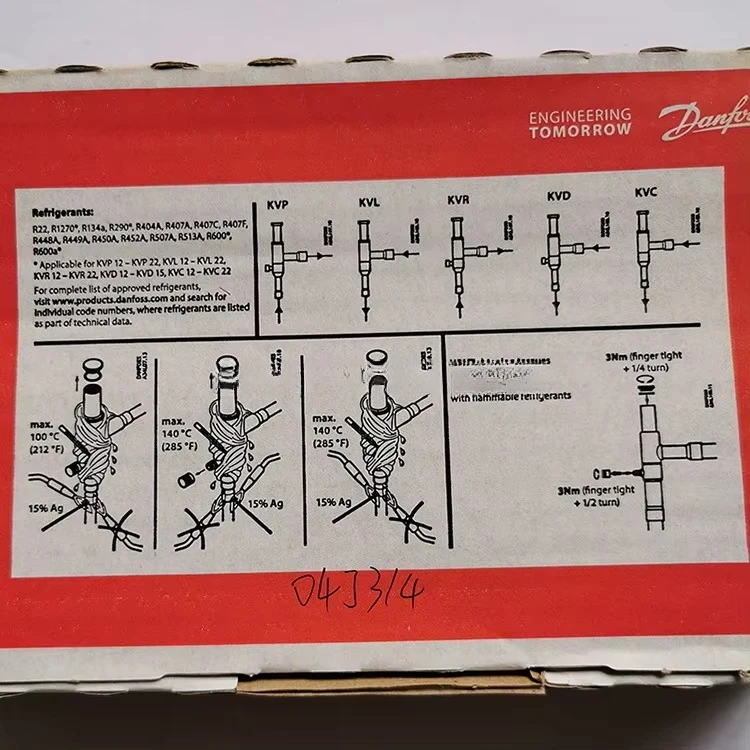 ENGINEERING
TOMORROW
Danfo
Refrigerants:
R22, R1270*, R134a, R290*, R404A, R407A, R407C, R407F,
R448A, R449A, R450A, R452A, R507A, R513A, R600*,
R600a*
* Applicable for KVP 12 – KVP 22, KVL 12 – KVL 22,
KVR 12 – KVR 22, KVD 12 – KVD 15, KVC 12 – KVC 22
For complete list of approved refrigerants,
visit www.products.danfoss.com and search for
individual code numbers, where refrigerants are listed
as part of technical data.
KVP
KVL
KVR
KVD
KVC
max.
100 °C
(212 °F)
15% Ag
max.
140 °C
(285 °F)
15% Ag
max.
140 °C
(285 °F)
15% Ag
with flammable refrigerants
3Nm (finger tight
+ 1/4 turn)
3Nm (finger tight
+ 1/2 turn)
04J314